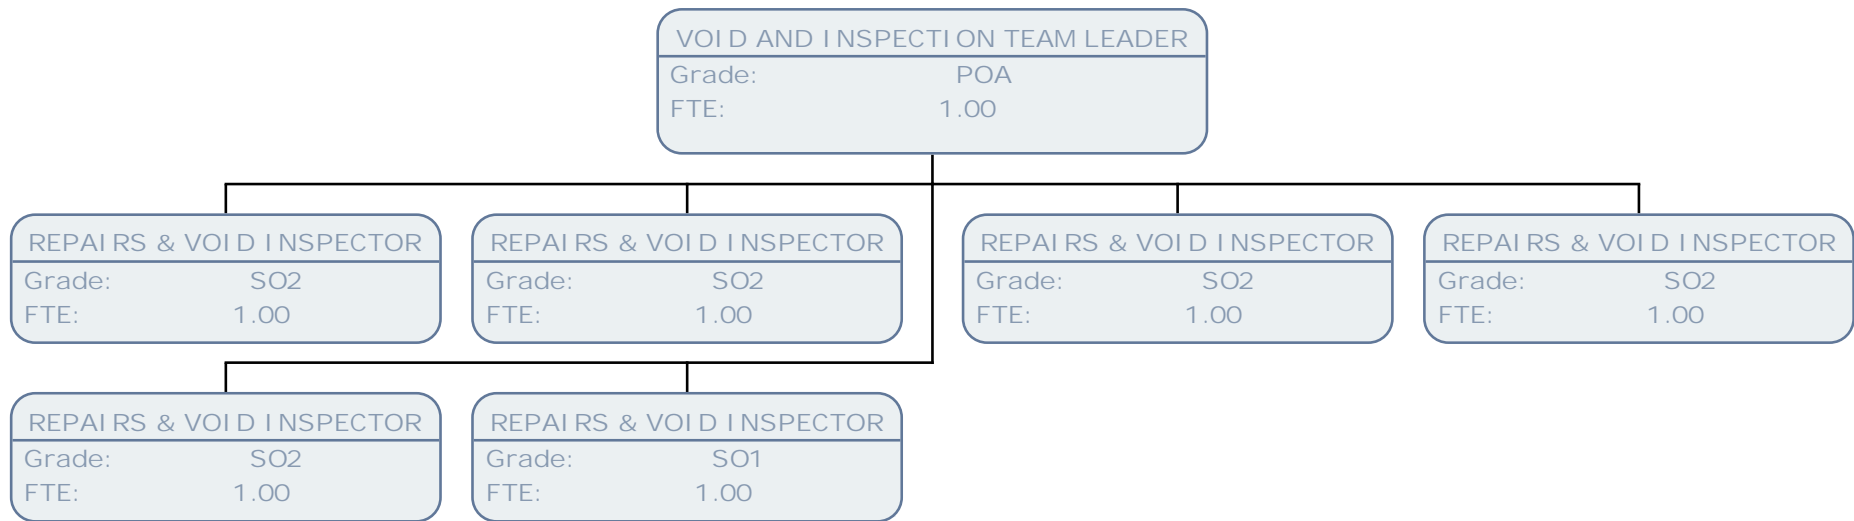 VOID AND INSPECTION TEAM LEADER
Grade: POA
FTE: 1.00
REPAIRS & VOID INSPECTOR
Grade: SO2
FTE: 1.00
REPAIRS & VOID INSPECTOR
Grade: SO2
FTE: 1.00
REPAIRS & VOID INSPECTOR
Grade: SO2
FTE: 1.00
REPAIRS & VOID INSPECTOR
Grade: SO2
FTE: 1.00
REPAIRS & VOID INSPECTOR
Grade: SO2
FTE: 1.00
REPAIRS & VOID INSPECTOR
Grade: SO1
FTE: 1.00